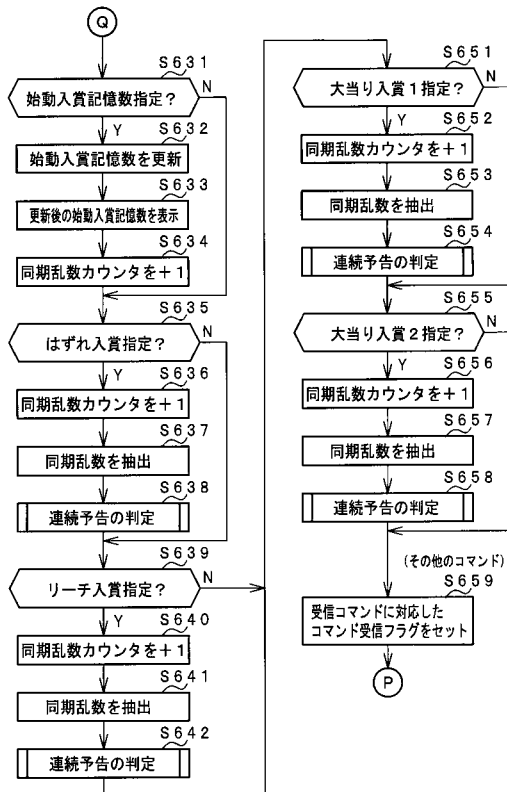 Q
S631
始動入賞記憶数指定?
N
Y
S632
始動入賞記憶数を更新
S633
更新後の始動入賞記憶数を表示
S634
同期乱数カウンタを+1
S635
はずれ入賞指定?
N
Y
S636
同期乱数カウンタを+1
S637
同期乱数を抽出
S638
連続予告の判定
S639
リーチ入賞指定?
N
Y
S640
同期乱数カウンタを+1
S641
同期乱数を抽出
S642
連続予告の判定
S651
大当り入賞1指定?
N
Y
S652
同期乱数カウンタを+1
S653
同期乱数を抽出
S654
連続予告の判定
S655
大当り入賞2指定?
N
Y
S656
同期乱数カウンタを+1
S657
同期乱数を抽出
S658
連続予告の判定
(その他のコマンド)
S659
受信コマンドに対応した
コマンド受信フラグをセット
P